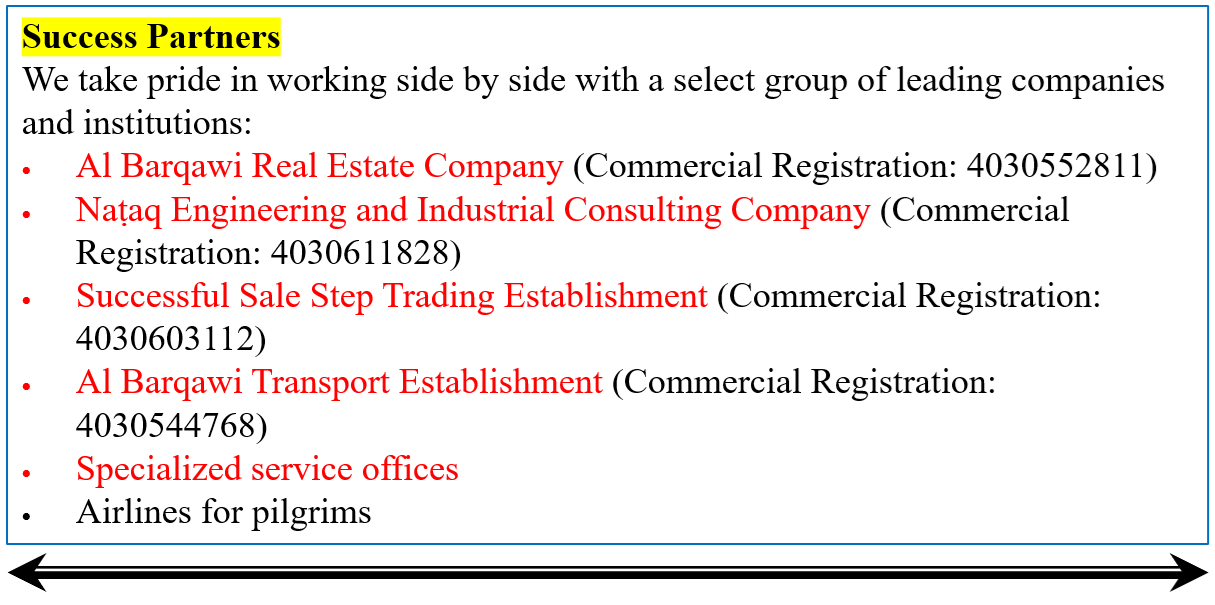 Success Partners
We take pride in working side by side with a select group of leading companies
and institutions:
• Al Barqawi Real Estate Company (Commercial Registration: 4030552811)
• Naṭaq Engineering and Industrial Consulting Company (Commercial
Registration: 4030611828)
• Successful Sale Step Trading Establishment (Commercial Registration:
4030603112)
• Al Barqawi Transport Establishment (Commercial Registration:
4030544768)
• Specialized service offices
• Airlines for pilgrims